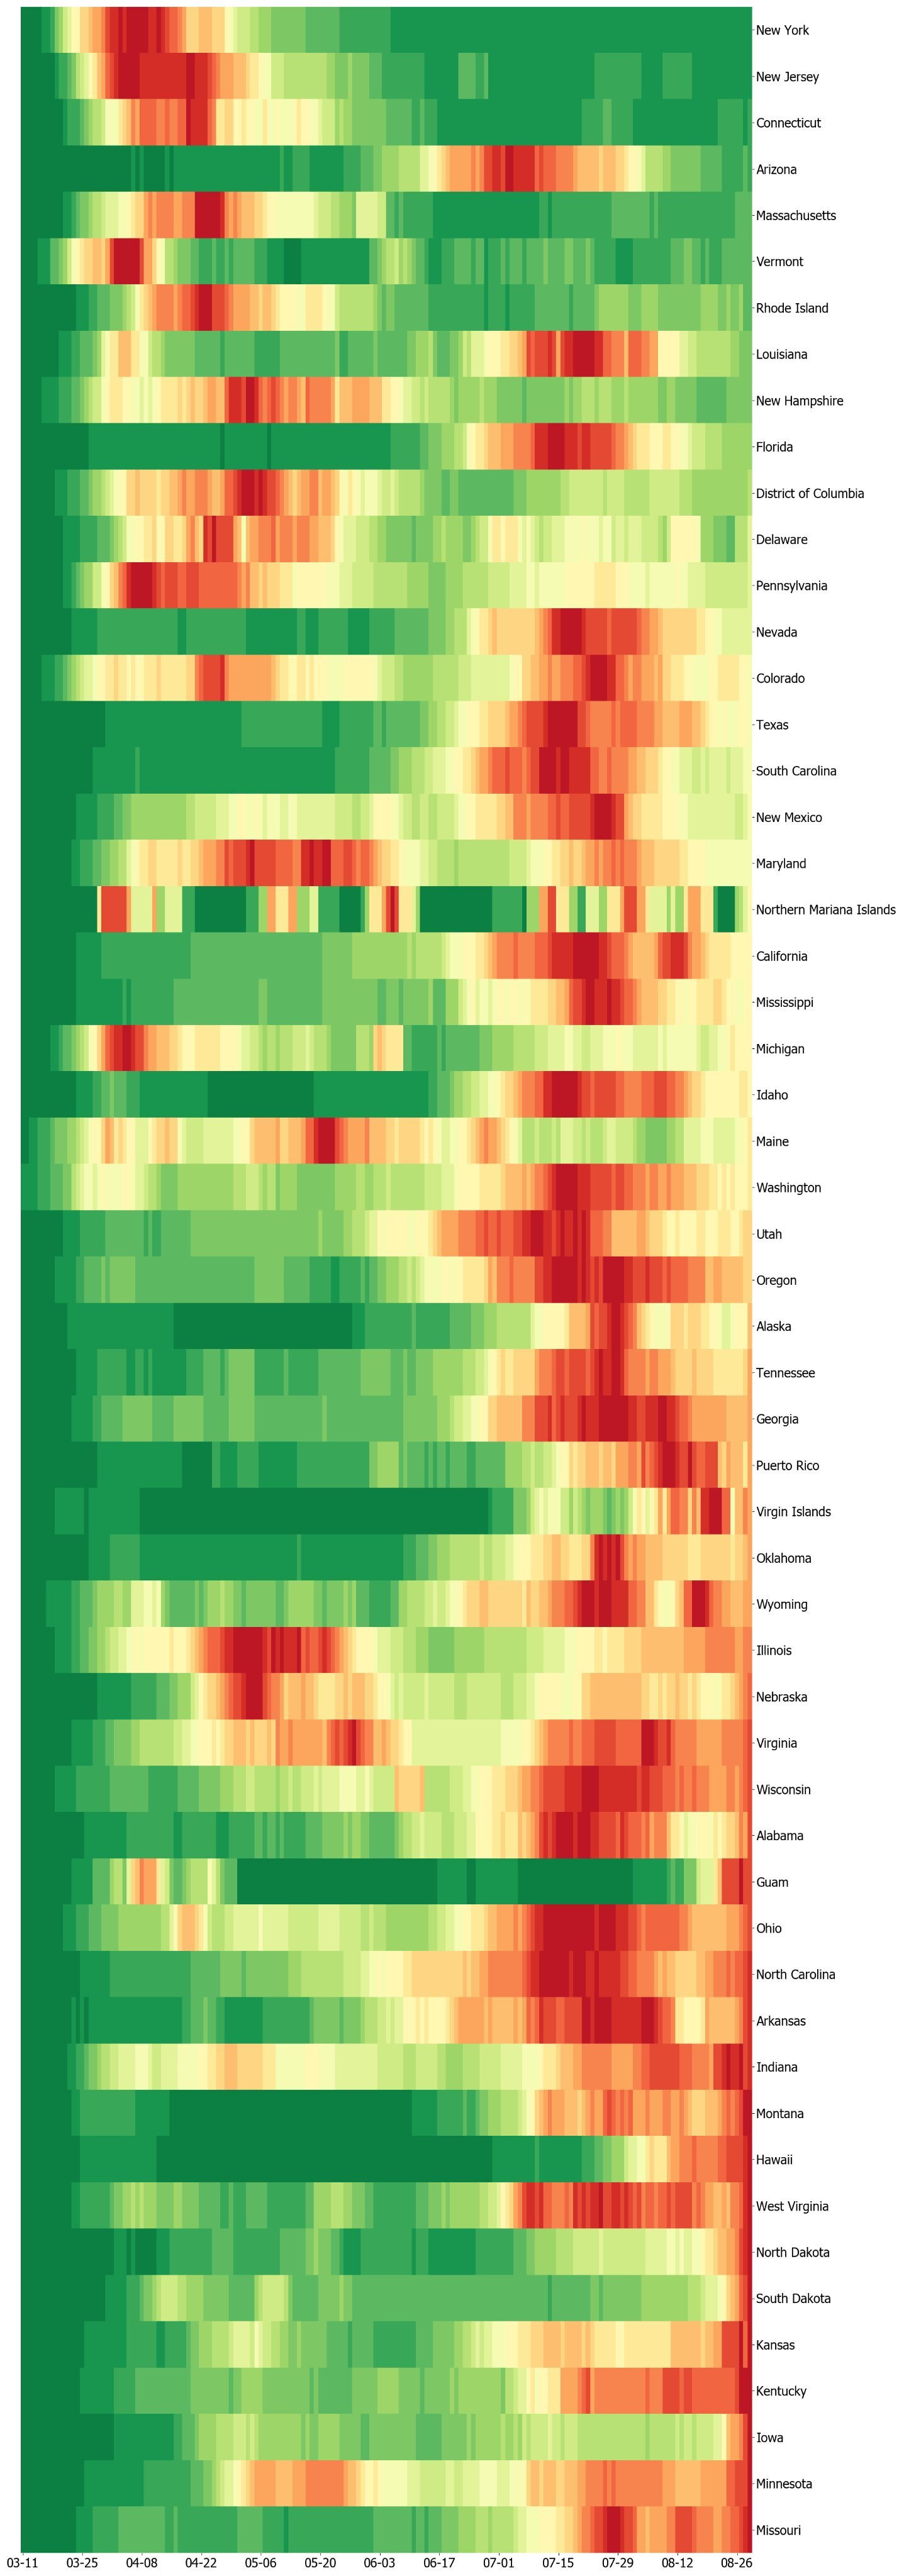 New York
New Jersey
Connecticut
Arizona
Massachusetts
Vermont
Rhode Island
Louisiana
New Hampshire
Florida
District of Columbia
Delaware
Pennsylvania
Nevada
Colorado
Texas
South Carolina
New Mexico
Maryland
Northern Mariana Islands
California
Mississippi
Michigan
Idaho
Maine
Washington
Utah
Oregon
Alaska
Tennessee
Georgia
Puerto Rico
Virgin Islands
Oklahoma
Wyoming
Illinois
Nebraska
Virginia
Wisconsin
Alabama
Guam
Ohio
North Carolina
Arkansas
Indiana
Montana
Hawaii
West Virginia
North Dakota
South Dakota
Kansas
Kentucky
Iowa
Minnesota
Missouri
03-11 03-25 04-08 04-22 05-06 05-20 06-03 06-17 07-01 07-15 07-29 08-12 08-26